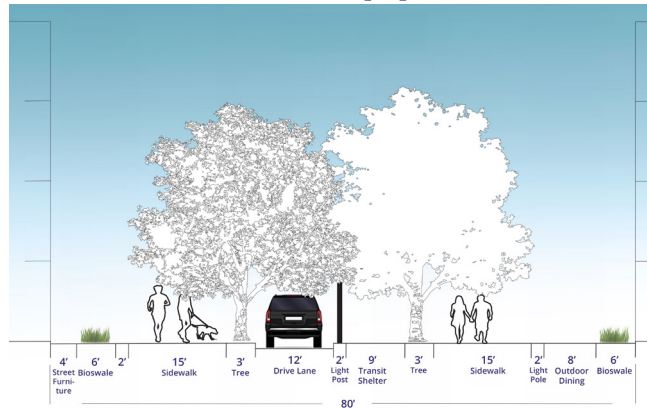 4' 6' 2' 15' 3' 12' 2' 9' 3' 15' 2' 8' 6'
Street Bioswale Sidewalk Tree Drive Lane Light Transit Tree Sidewalk Light Outdoor Bioswale
Furni- Post Shelter Pole Dining
ture
80'